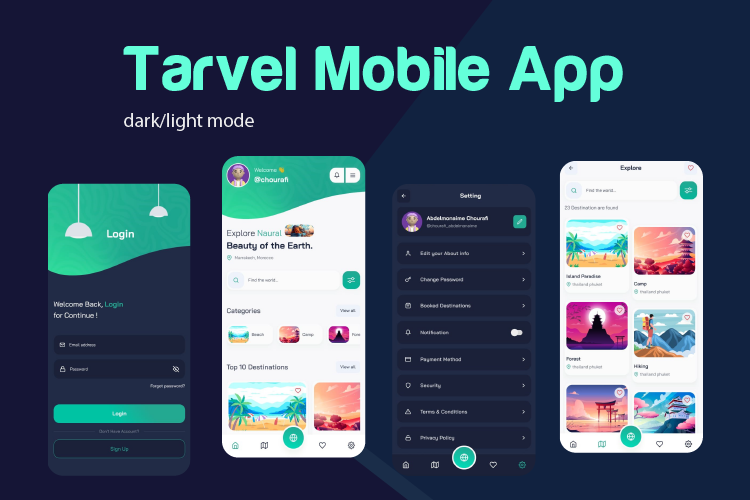 Tarvel Mobile App
dark/light mode
Login
Welcome Back, Login
for Continue !
Email address
Password
Forgot password?
Login
Don't Have Account?
Sign Up
Welcome 👋
@chourafi
Explore Naural
Beauty of the Earth.
Marrakech, Morocco
Find the world...
Categories
View all
Beach
Camp
Fore
Top 10 Destinations
View all
Setting
Abdelmonaime Chourafi
@chourafi_abdelmonaime
Edit your About Info
Change Password
Booked Destinations
Notification
Payment Method
Security
Terms & Conditions
Privacy Policy
Explore
Find the world...
23 Destination are found
Island Paradise
thailand phuket
Camp
thailand phuket
Forest
thailand phuket
Hiking
thailand phuket